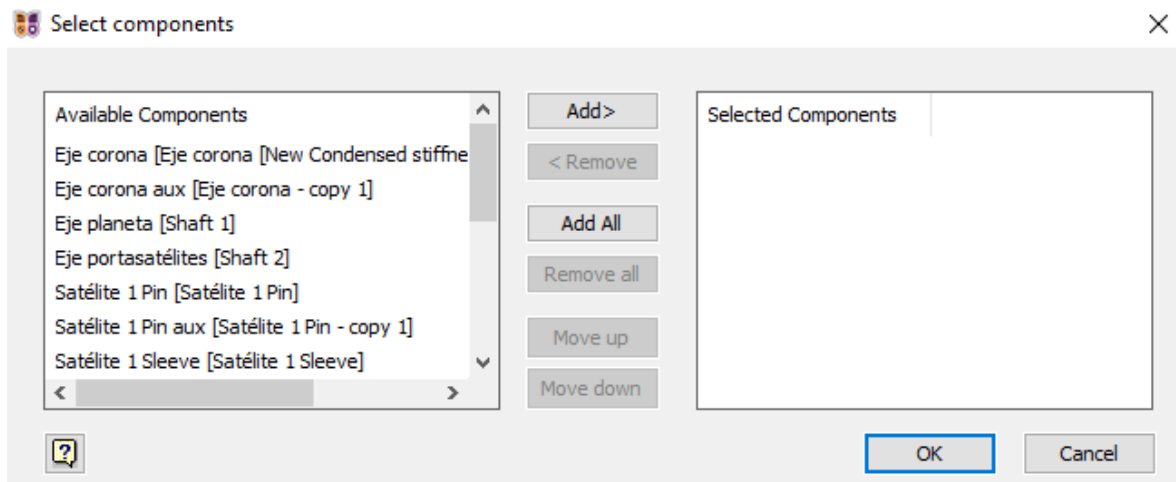 Select components
Available Components
Eje corona [Eje corona [New Condensed stiffne
Eje corona aux [Eje corona - copy 1]
Eje planeta [Shaft 1]
Eje portasatélites [Shaft 2]
Satélite 1 Pin [Satélite 1 Pin]
Satélite 1 Pin aux [Satélite 1 Pin - copy 1]
Satélite 1 Sleeve [Satélite 1 Sleeve]
Add>
< Remove
Add All
Remove all
Move up
Move down
Selected Components
?
OK
Cancel